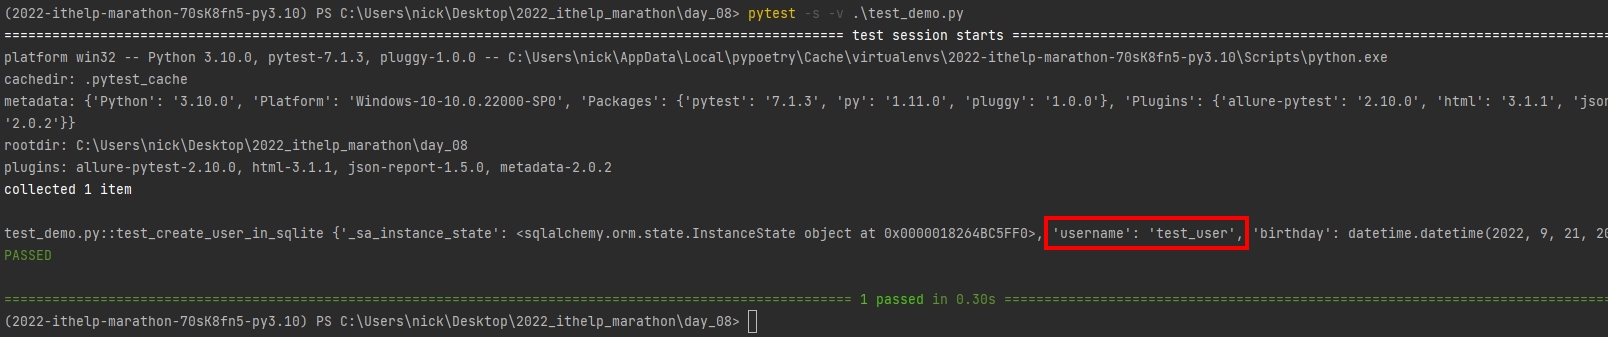 (2022-ithelp-marathon-70sK8fn5-py3.10) PS C:\Users\nick\Desktop\2022_ithelp_marathon\day_08> pytest -s -v .\test_demo.py
========================================================================================================= test session starts =========================================================================================================
platform win32 -- Python 3.10.0, pytest-7.1.3, pluggy-1.0.0 -- C:\Users\nick\AppData\Local\pypoetry\Cache\virtualenvs\2022-ithelp-marathon-70sK8fn5-py3.10\Scripts\python.exe
cachedir: .pytest_cache
metadata: {'Python': '3.10.0', 'Platform': 'Windows-10-10.0.22000-SP0', 'Packages': {'pytest': '7.1.3', 'py': '1.11.0', 'pluggy': '1.0.0'}, 'Plugins': {'allure-pytest': '2.10.0', 'html': '3.1.1', 'json
'2.0.2'}}
rootdir: C:\Users\nick\Desktop\2022_ithelp_marathon\day_08
plugins: allure-pytest-2.10.0, html-3.1.1, json-report-1.5.0, metadata-2.0.2
collected 1 item
test_demo.py::test_create_user_in_sqlite {'_sa_instance_state': <sqlalchemy.orm.state.InstanceState object at 0x0000018264BC5FF0>, 'username': 'test_user', 'birthday': datetime.datetime(2022, 9, 21, 20
PASSED
========================================================================================================== 1 passed in 0.30s ==========================================================================================================
(2022-ithelp-marathon-70sK8fn5-py3.10) PS C:\Users\nick\Desktop\2022_ithelp_marathon\day_08>